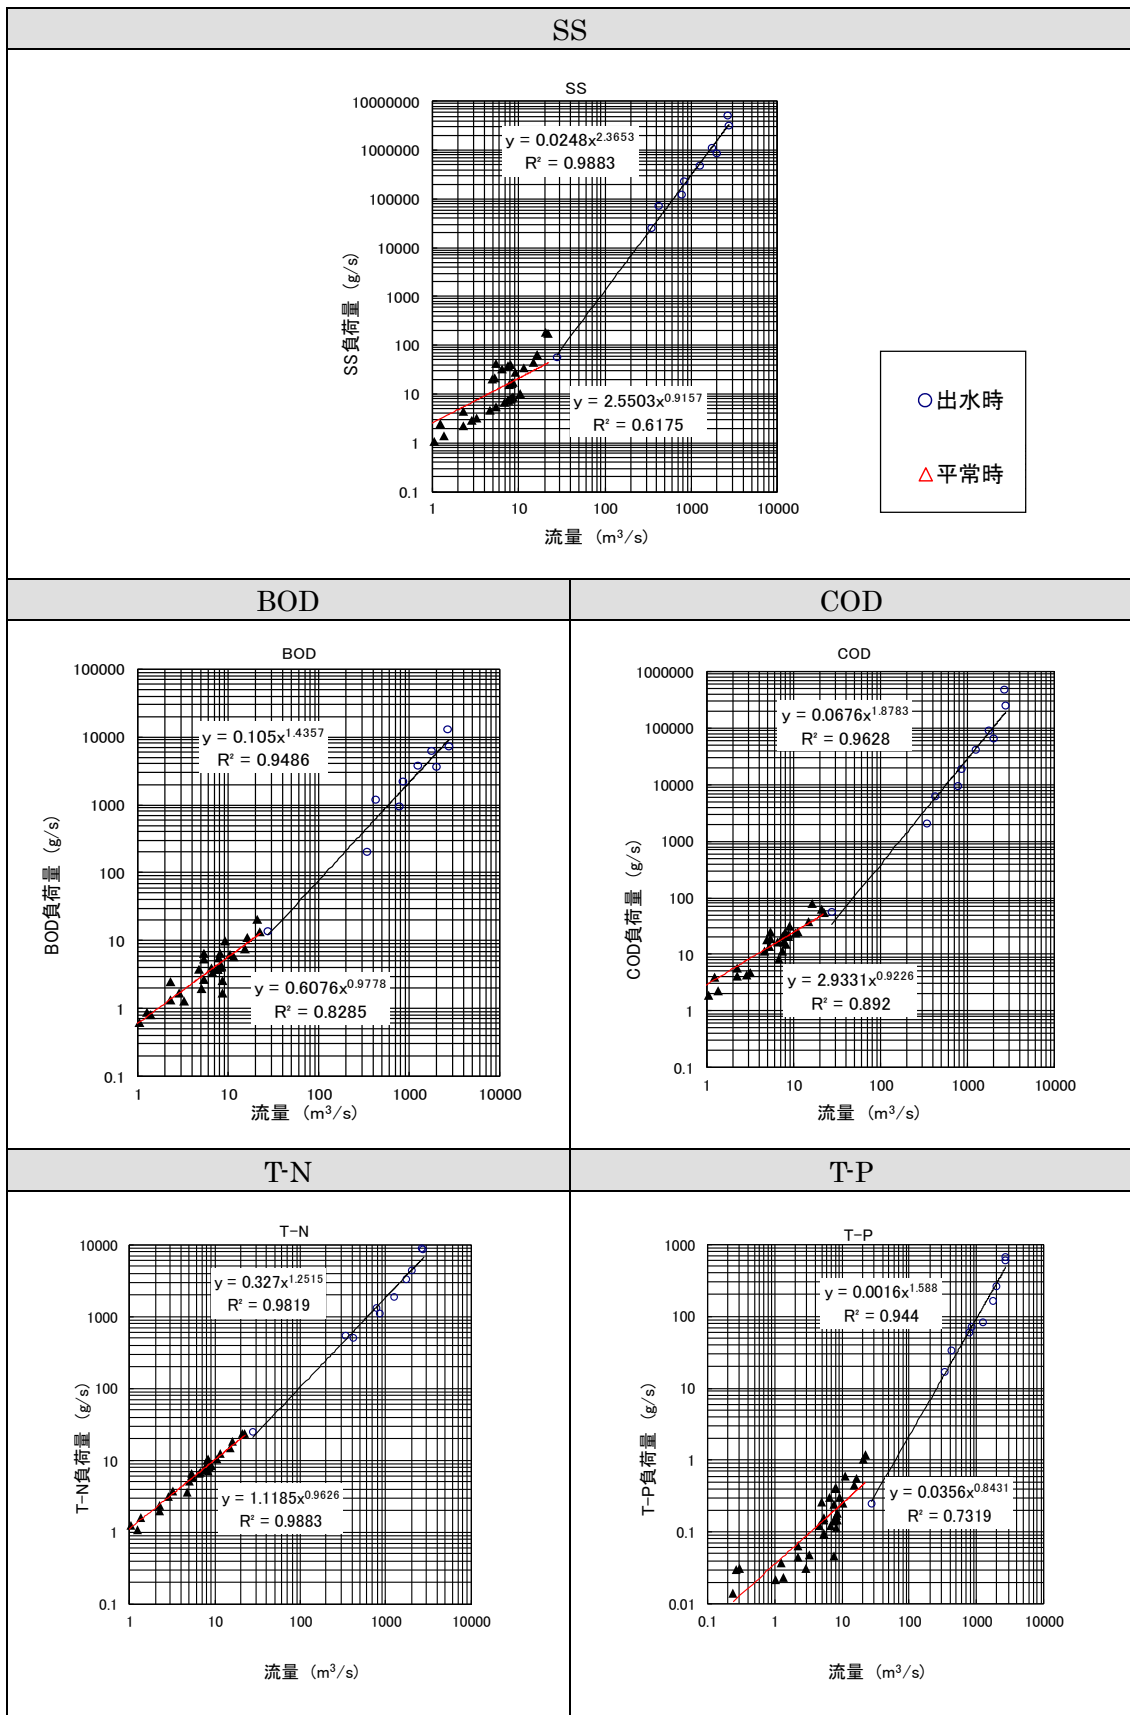 SS
SS
10000000
1000000
100000
10000
1000
100
10
1
0.1
SS負荷量 (g/s)
y = 0.0248x^2.3653
R² = 0.9883
y = 2.5503x^0.9157
R² = 0.6175
1 10 100 1000 10000
流量 (m³/s)
○出水時
△平常時
BOD
BOD
100000
10000
1000
100
10
1
0.1
BOD負荷量 (g/s)
y = 0.105x^1.4357
R² = 0.9486
y = 0.6076x^0.9778
R² = 0.8285
1 10 100 1000 10000
流量 (m³/s)
COD
COD
1000000
100000
10000
1000
100
10
1
0.1
COD負荷量 (g/s)
y = 0.0676x^1.8783
R² = 0.9628
y = 2.9331x^0.9226
R² = 0.892
1 10 100 1000 10000
流量 (m³/s)
T-N
T-N
10000
1000
100
10
1
0.1
T-N負荷量 (g/s)
y = 0.327x^1.2515
R² = 0.9819
y = 1.1185x^0.9626
R² = 0.9883
1 10 100 1000 10000
流量 (m³/s)
T-P
T-P
1000
100
10
1
0.1
0.01
T-P負荷量 (g/s)
y = 0.0016x^1.588
R² = 0.944
y = 0.0356x^0.8431
R² = 0.7319
0.1 1 10 100 1000 10000
流量 (m³/s)